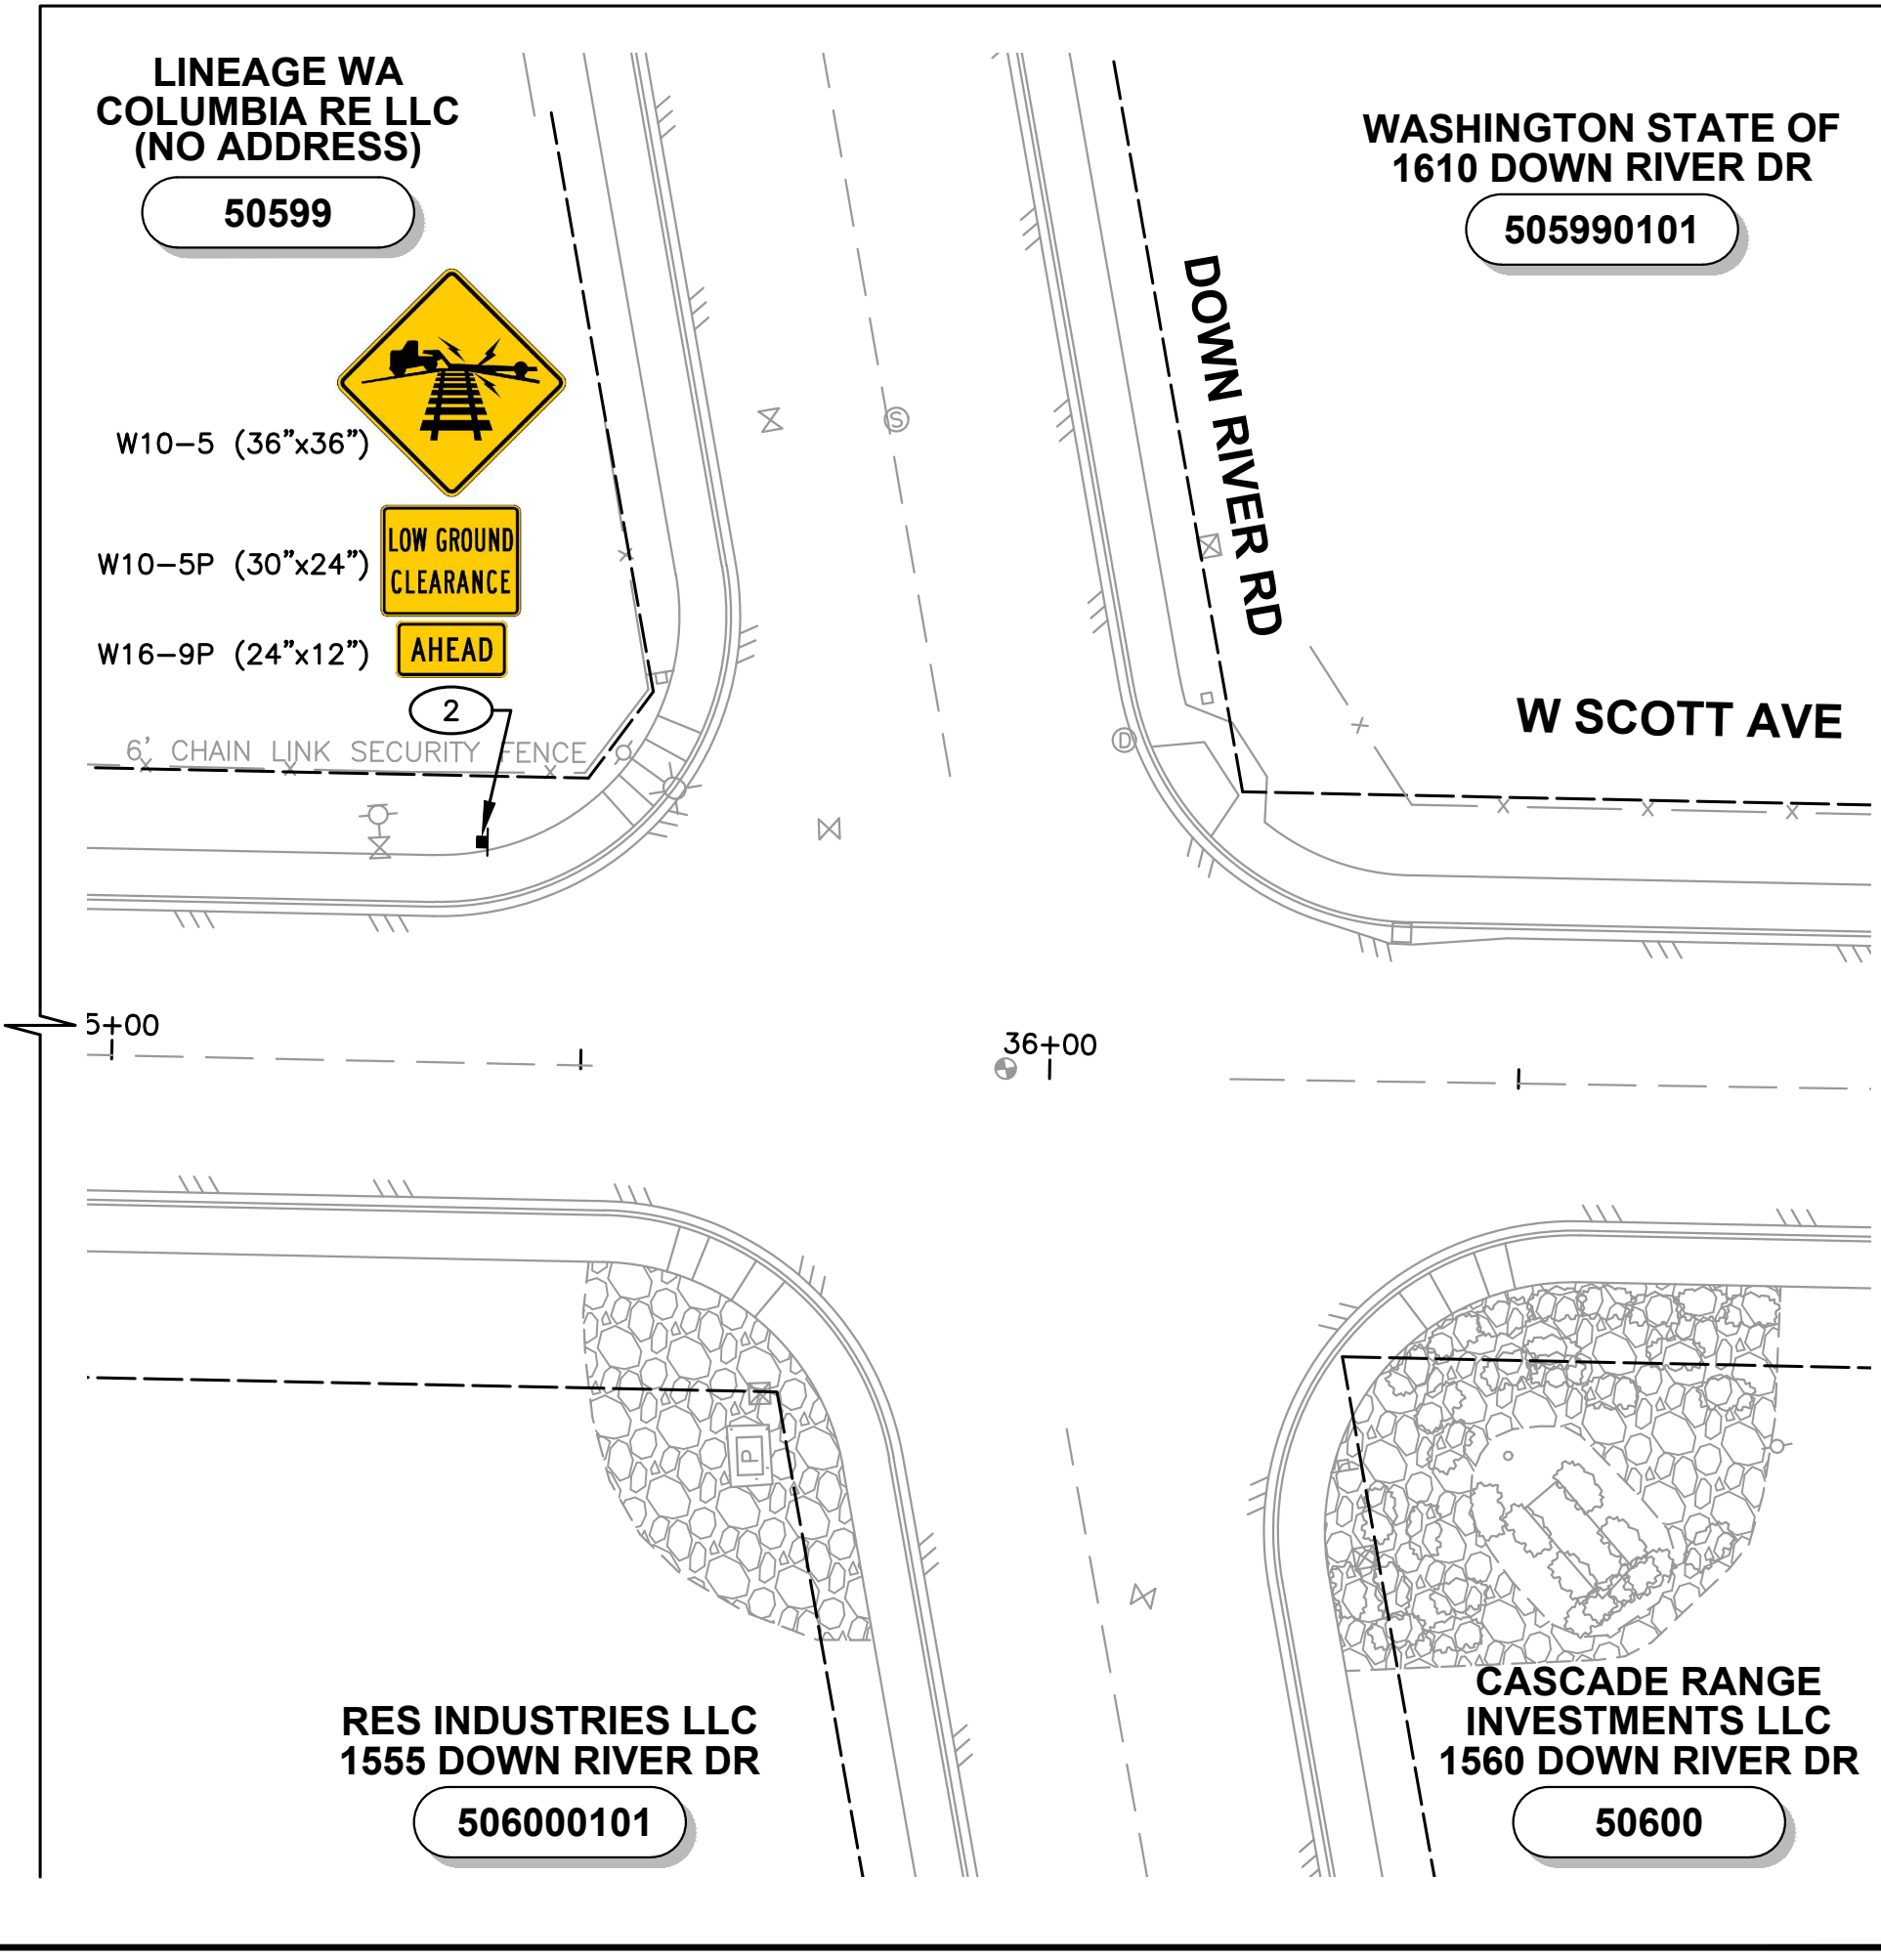 LINEAGE WA
COLUMBIA RE LLC
(NO ADDRESS)
50599
WASHINGTON STATE OF
1610 DOWN RIVER DR
505990101
W10-5 (36"x36")
LOW GROUND
CLEARANCE
W10-5P (30"x24")
AHEAD
W16-9P (24"x12")
2
6' CHAIN LINK SECURITY FENCE
S
D
DOWN RIVER RD
W SCOTT AVE
5+00
36+00
P
RES INDUSTRIES LLC
1555 DOWN RIVER DR
506000101
CASCADE RANGE
INVESTMENTS LLC
1560 DOWN RIVER DR
50600